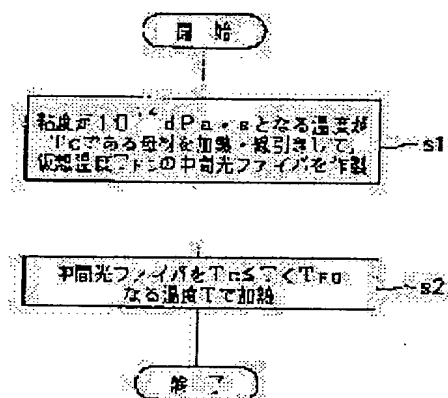 開始
粘度が10 dPa・sとなる温度が
Tcである母材を加熱・線引きして、
仮想温度TF0の中間光ファイバを作製
s1
中間光ファイバをTc≦T<TF0
なる温度Tで加熱
s2
終了